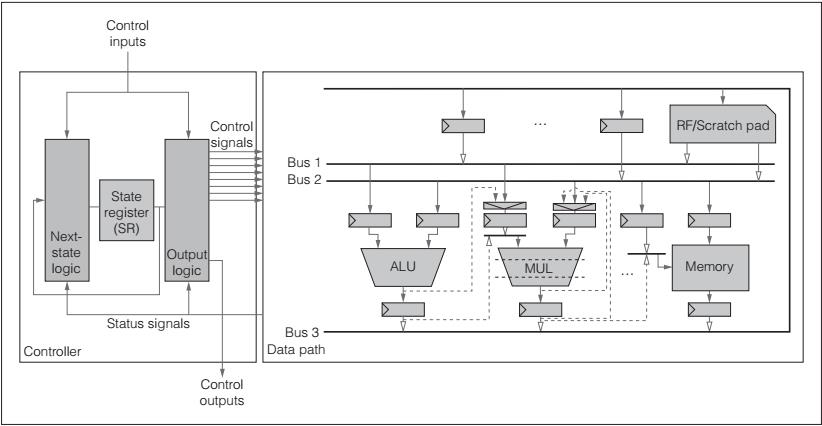 Control
inputs
Control
signals
Bus 1
Bus 2
...
RF/Scratch pad
State
register
(SR)
Next-
state
logic
Output
logic
ALU
MUL
...
Memory
Status signals
Bus 3
Controller
Data path
Control
outputs